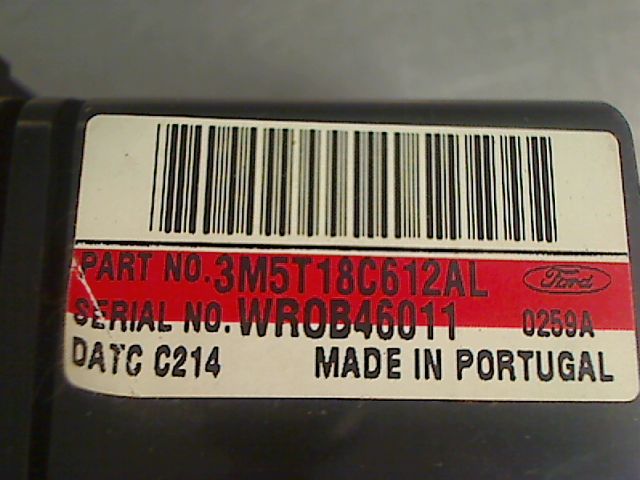 PART NO. 3M5T18C612AL Ford
SERIAL NO. WROB46011 0259A
DATC C214 MADE IN PORTUGAL